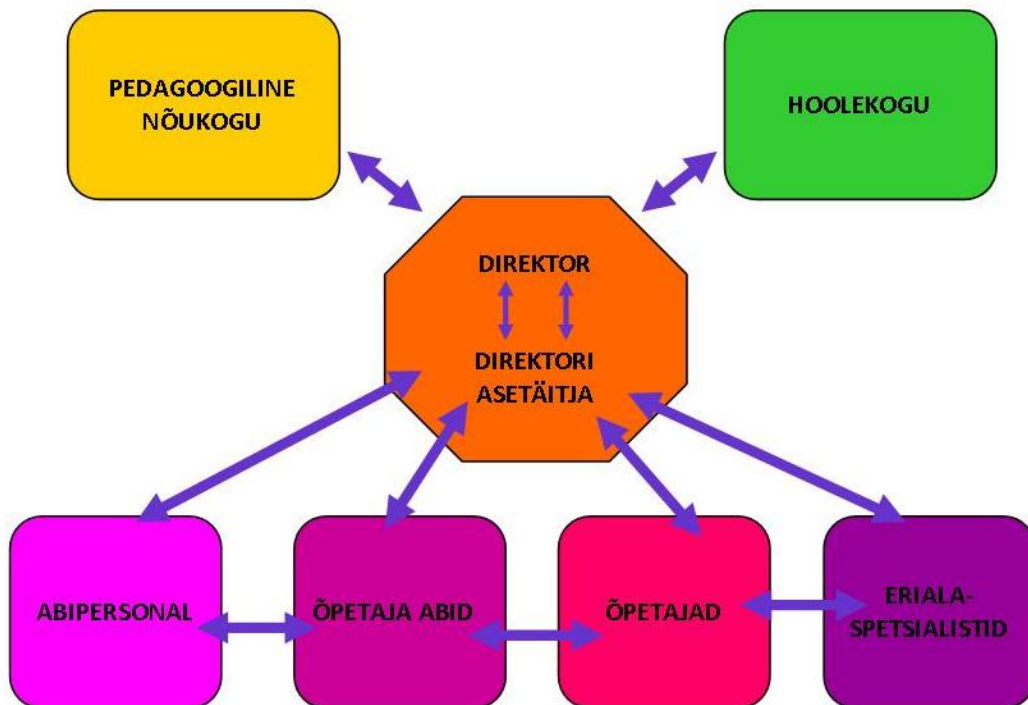 PEDAGOOGILINE
NÕUKOGU
HOOLEKOGU
DIREKTOR
DIREKTORI
ASETÄITJA
ABIPERSONAL
ÕPETAJA ABID
ÕPETAJAD
ERIALA-
SPETSIALISTID